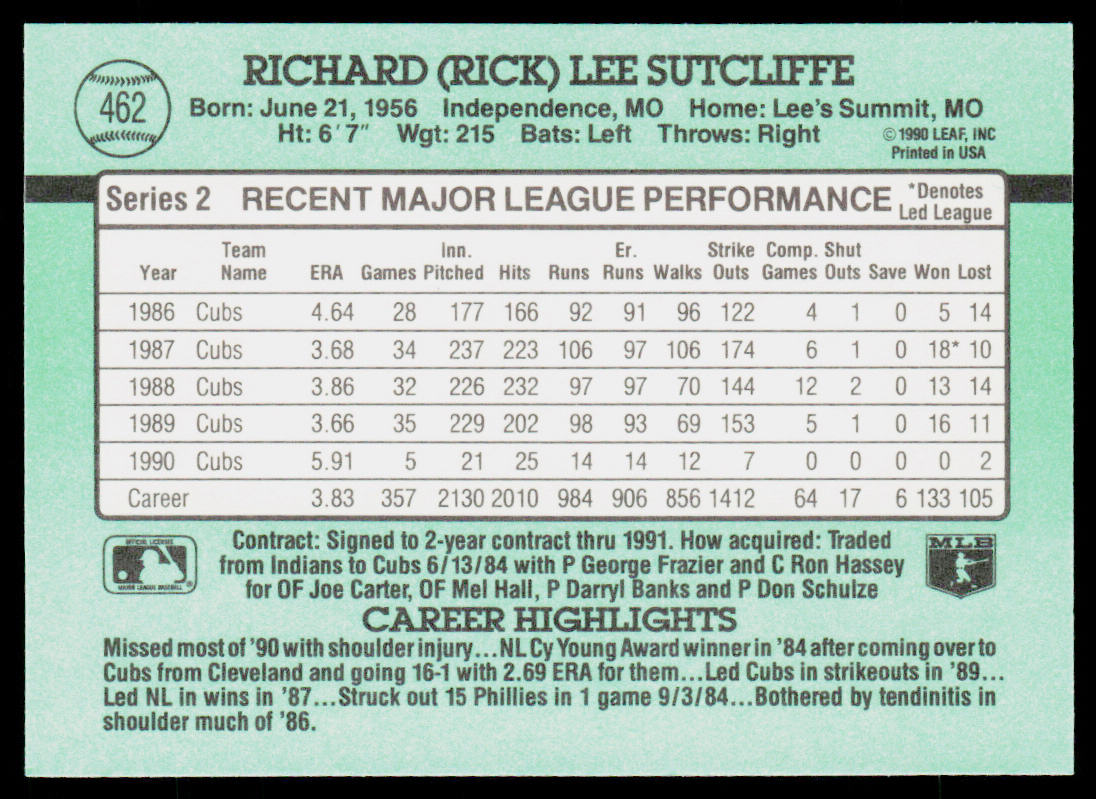 462
RICHARD (RICK) LEE SUTCLIFFE
Born: June 21, 1956 Independence, MO Home: Lee's Summit, MO
Ht: 6'7" Wgt: 215 Bats: Left Throws: Right
©1990 LEAF, INC
Printed in USA
Series 2 RECENT MAJOR LEAGUE PERFORMANCE
*Denotes
Led League
Team Inn. Er. Strike Comp. Shut
Year Name ERA Games Pitched Hits Runs Runs Walks Outs Games Outs Save Won Lost
1986 Cubs 4.64 28 177 166 92 91 96 122 4 1 0 5 14
1987 Cubs 3.68 34 237 223 106 97 106 174 6 1 0 18* 10
1988 Cubs 3.86 32 226 232 97 97 70 144 12 2 0 13 14
1989 Cubs 3.66 35 229 202 98 93 69 153 5 1 0 16 11
1990 Cubs 5.91 5 21 25 14 14 12 7 0 0 0 0 2
Career 3.83 357 2130 2010 984 906 856 1412 64 17 6 133 105
OFFICIAL LICENSEE
MAJOR LEAGUE BASEBALL
®
Contract: Signed to 2-year contract thru 1991. How acquired: Traded
from Indians to Cubs 6/13/84 with P George Frazier and C Ron Hassey
for OF Joe Carter, OF Mel Hall, P Darryl Banks and P Don Schulze
MLB
CAREER HIGHLIGHTS
Missed most of '90 with shoulder injury...NL Cy Young Award winner in '84 after coming over to
Cubs from Cleveland and going 16-1 with 2.69 ERA for them...Led Cubs in strikeouts in '89...
Led NL in wins in '87...Struck out 15 Phillies in 1 game 9/3/84...Bothered by tendinitis in
shoulder much of '86.